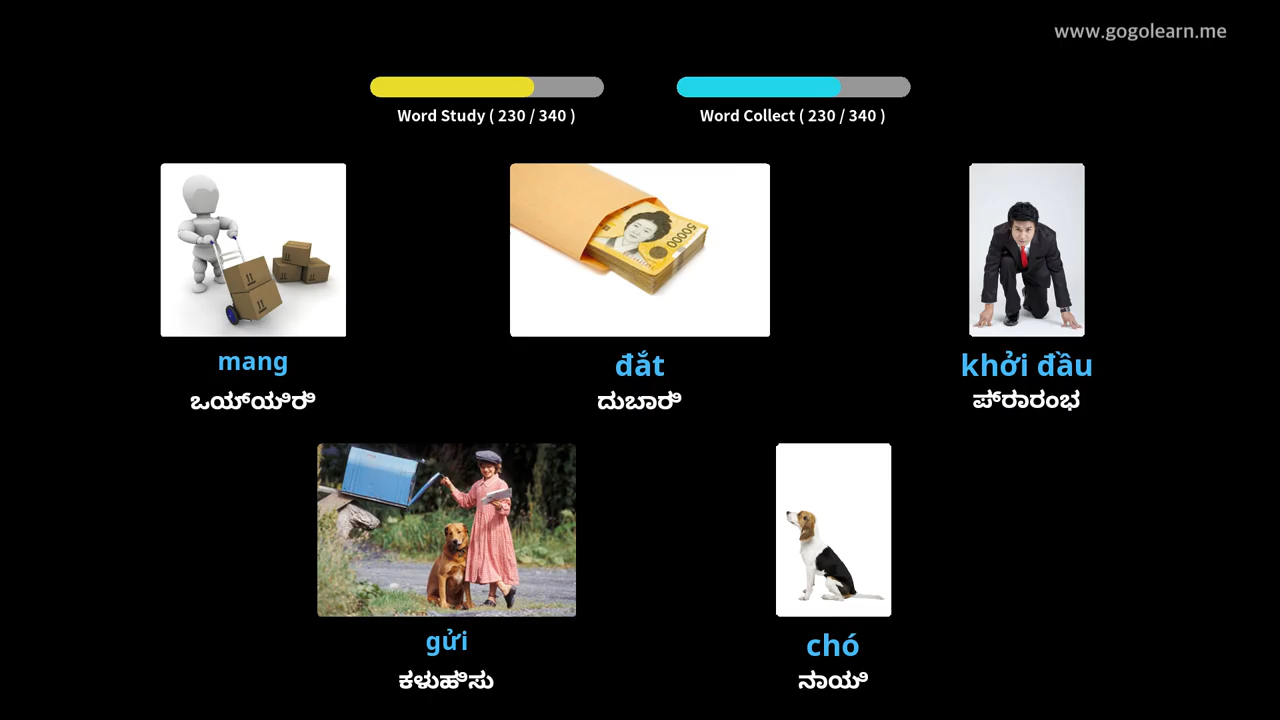 www.gogolearn.me
Word Study ( 230 / 340 )
Word Collect ( 230 / 340 )
mang
đắt
khởi đầu
ಒಯ್ಯಿರಿ
ದುಬಾರಿ
ಪ್ರಾರಂಭ
gửi
chó
ಕಳುಹಿಸು
ನಾಯಿ